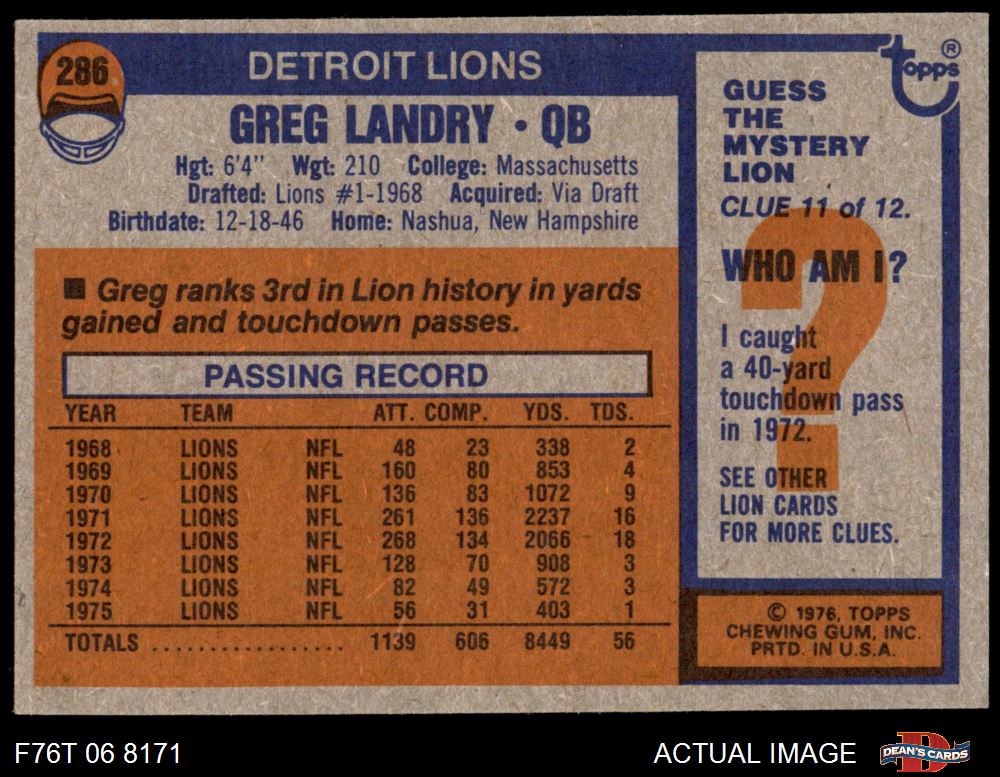 286
DETROIT LIONS
GREG LANDRY • QB
Hgt: 6'4" Wgt: 210 College: Massachusetts
Drafted: Lions #1-1968 Acquired: Via Draft
Birthdate: 12-18-46 Home: Nashua, New Hampshire
■ Greg ranks 3rd in Lion history in yards
gained and touchdown passes.
PASSING RECORD
YEAR TEAM ATT. COMP. YDS. TDS.
1968 LIONS NFL 48 23 338 2
1969 LIONS NFL 160 80 853 4
1970 LIONS NFL 136 83 1072 9
1971 LIONS NFL 261 136 2237 16
1972 LIONS NFL 268 134 2066 18
1973 LIONS NFL 128 70 908 3
1974 LIONS NFL 82 49 572 3
1975 LIONS NFL 56 31 403 1
TOTALS ................. 1139 606 8449 56
topps ®
GUESS
THE
MYSTERY
LION
CLUE 11 of 12.
WHO AM I?
?
I caught
a 40-yard
touchdown pass
in 1972.
SEE OTHER
LION CARDS
FOR MORE CLUES.
© 1976, TOPPS
CHEWING GUM, INC.
PRTD. IN U.S.A.
F76T 06 8171
ACTUAL IMAGE
D
DEAN'S CARDS